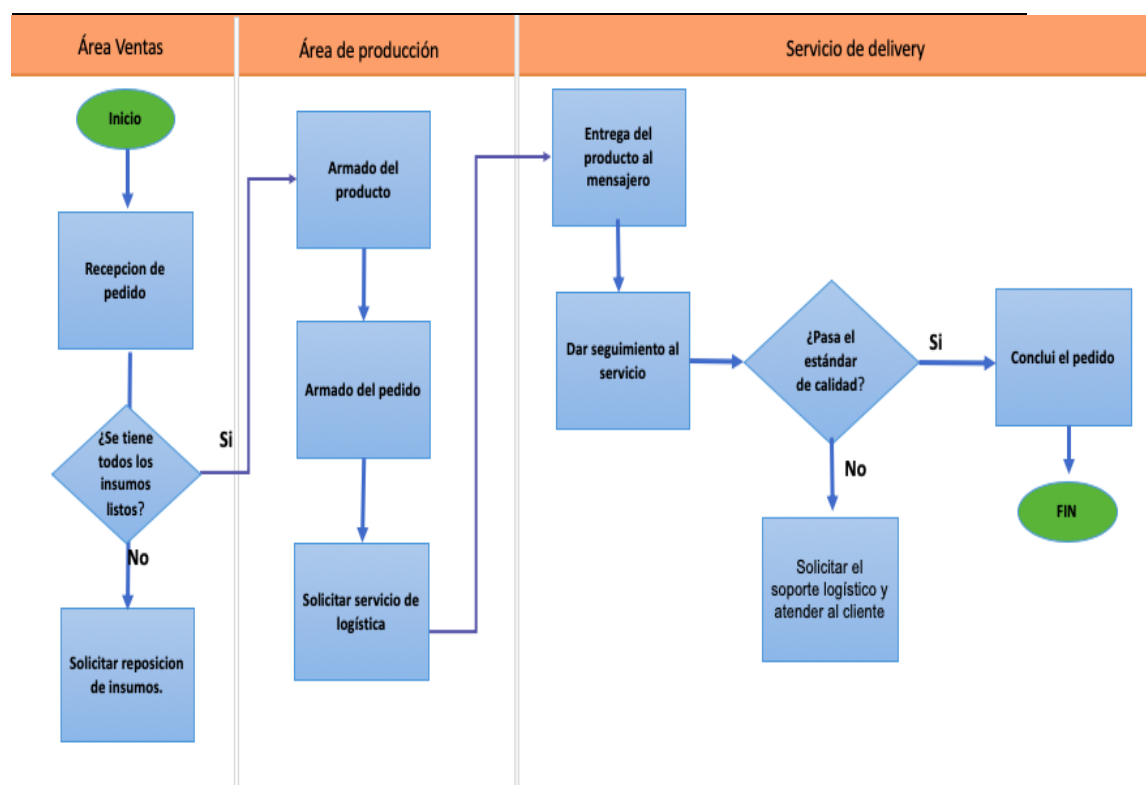 Área Ventas
Área de producción
Servicio de delivery
Inicio
Recepcion de
pedido
¿Se tiene
todos los
insumos
listos?
Si
No
Solicitar reposicion
de insumos.
Armado del
producto
Armado del pedido
Solicitar servicio de
logística
Entrega del
producto al
mensajero
Dar seguimiento al
servicio
¿Pasa el
estándar
de calidad?
Si
No
Solicitar el
soporte logístico y
atender al cliente
Conclui el pedido
FIN